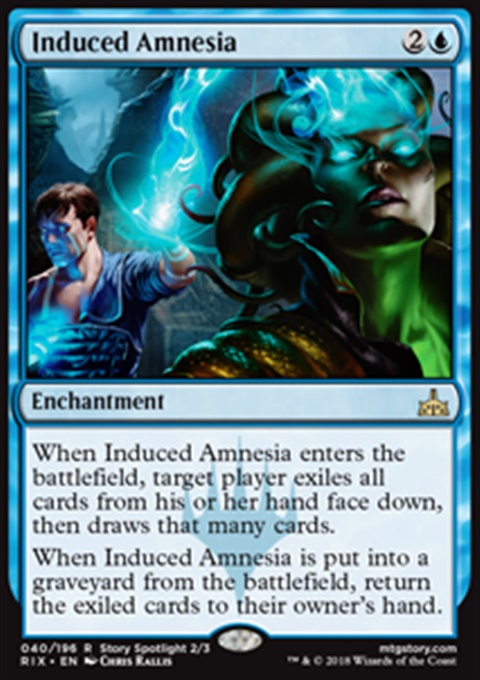 Induced Amnesia 2
Enchantment
When Induced Amnesia enters the
battlefield, target player exiles all
cards from his or her hand face down,
then draws that many cards.
When Induced Amnesia is put into a
graveyard from the battlefield, return
the exiled cards to their owner's hand.
040/196 R Story Spotlight 2/3
mtgstory.com
RIX • EN Chris Rallis
™ & © 2018 Wizards of the Coast